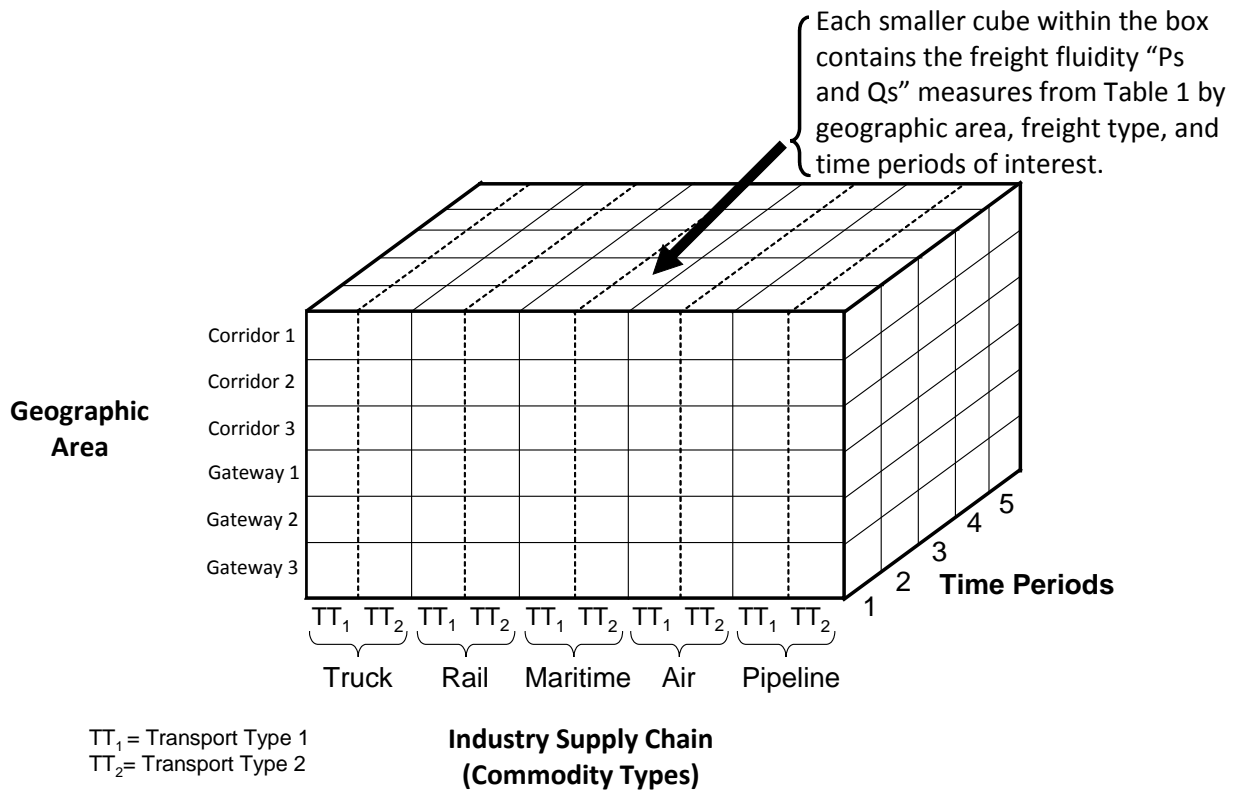 Each smaller cube within the box
contains the freight fluidity “Ps
and Qs” measures from Table 1 by
geographic area, freight type, and
time periods of interest.
Corridor 1
Corridor 2
Corridor 3
Gateway 1
Gateway 2
Gateway 3
Geographic
Area
1
2
3
4
5
Time Periods
TT₁ TT₂ TT₁ TT₂ TT₁ TT₂ TT₁ TT₂ TT₁ TT₂
Truck Rail Maritime Air Pipeline
TT₁ = Transport Type 1
TT₂= Transport Type 2
Industry Supply Chain
(Commodity Types)